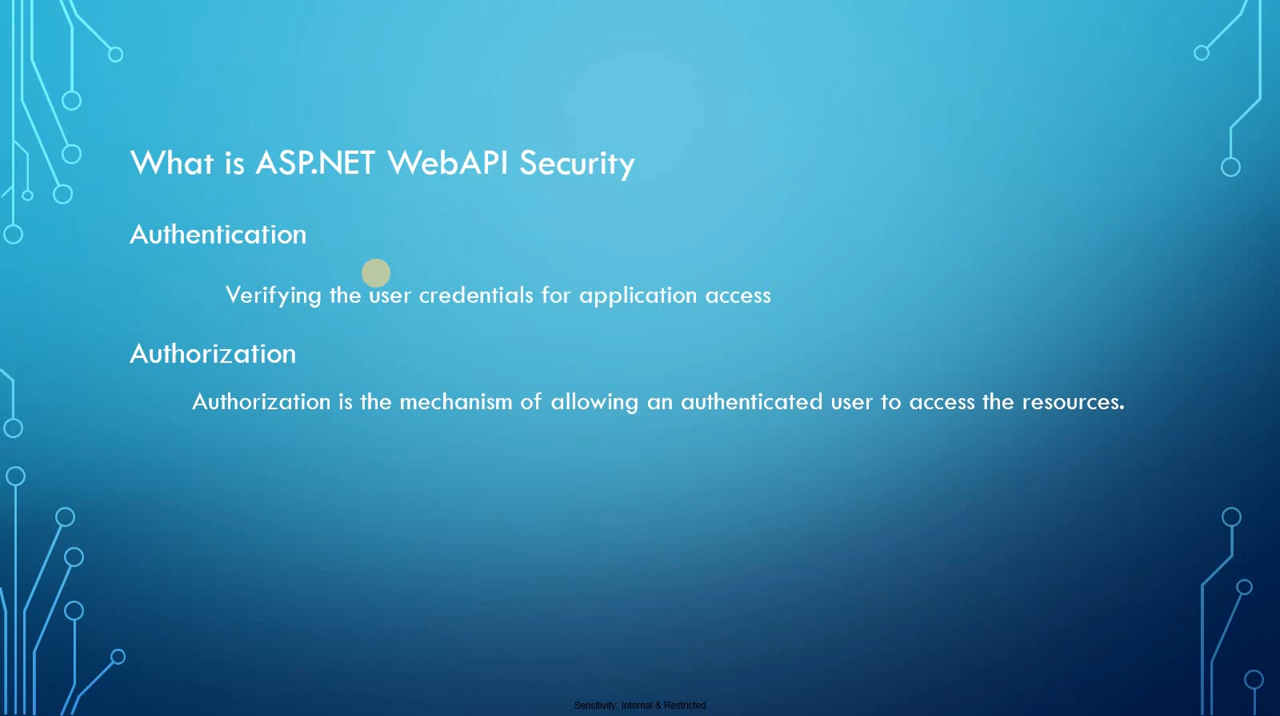 What is ASP.NET WebAPI Security
Authentication
Verifying the user credentials for application access
Authorization
Authorization is the mechanism of allowing an authenticated user to access the resources.
Sensitivity: Internal & Restricted